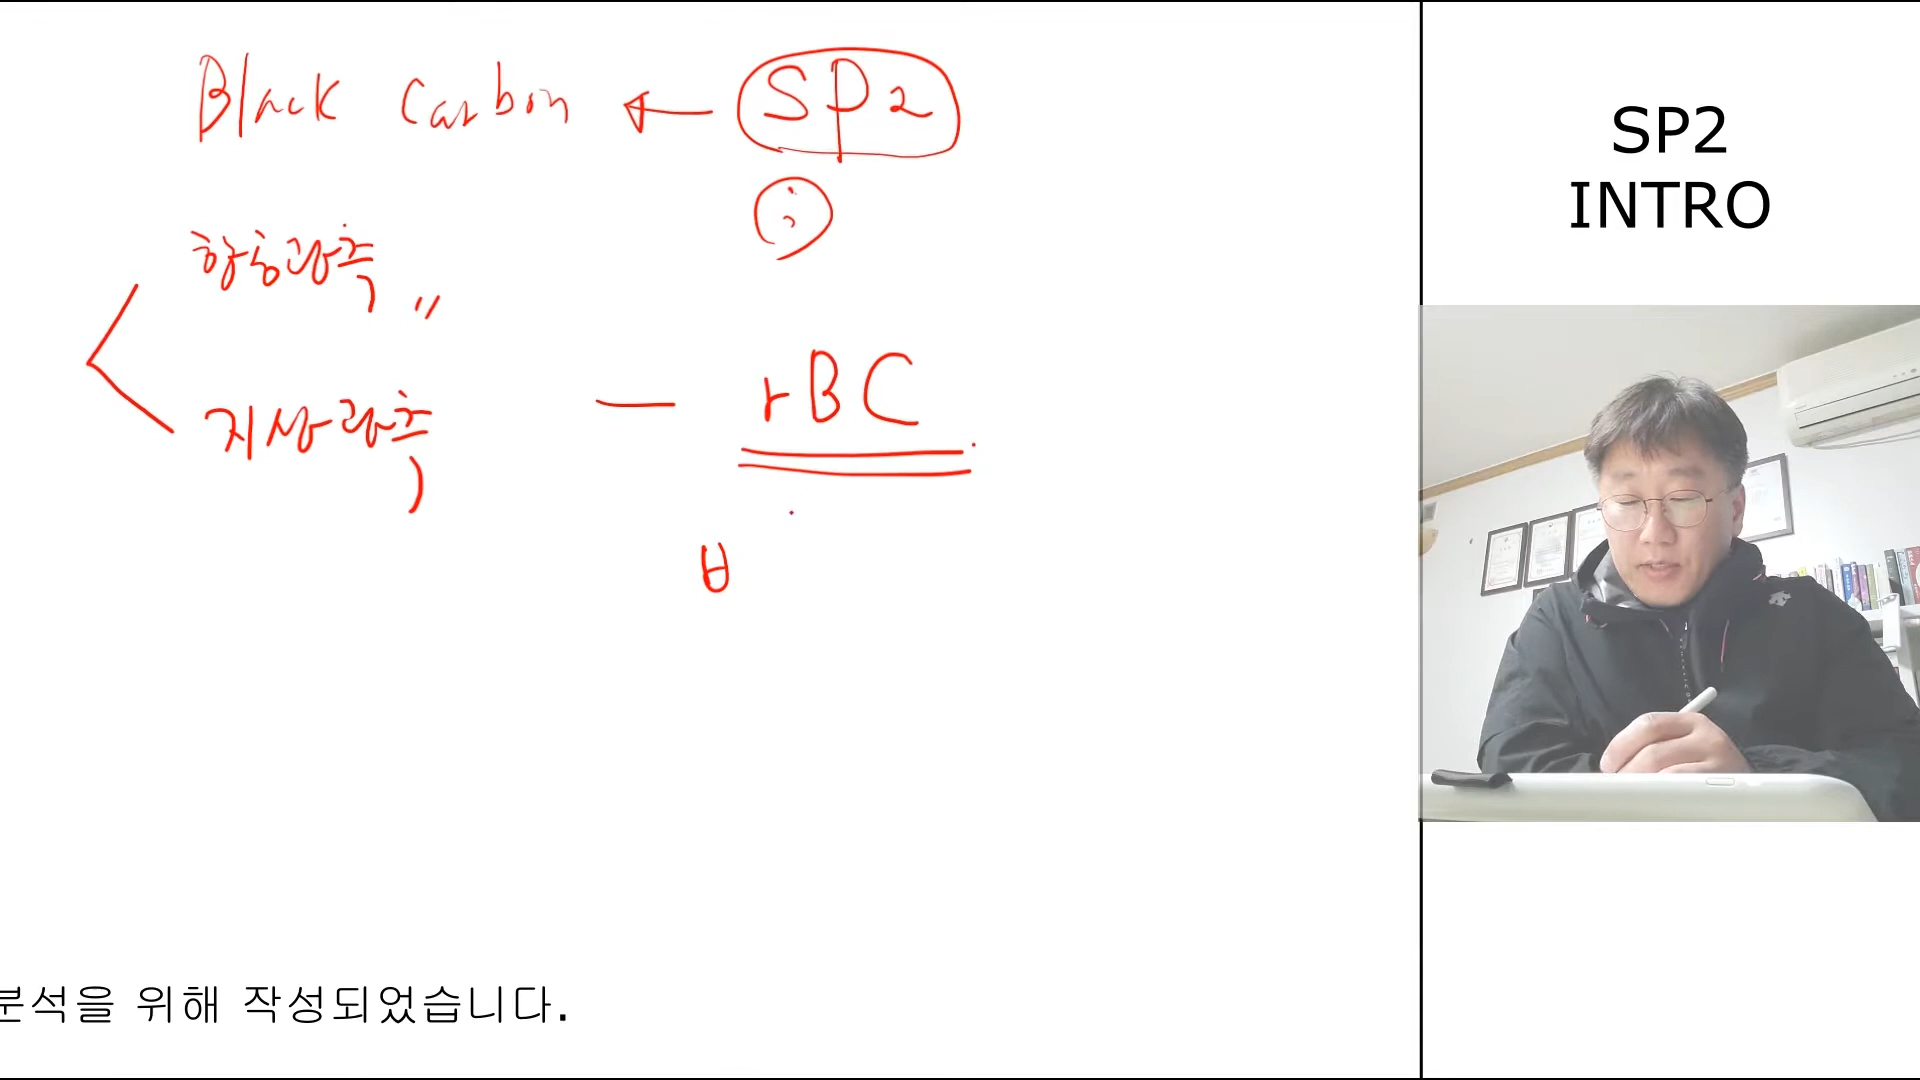 Black Carbon ← SP2
항공관측 〃
지상관측 — rBC
ㅂ
분석을 위해 작성되었습니다.
SP2
INTRO